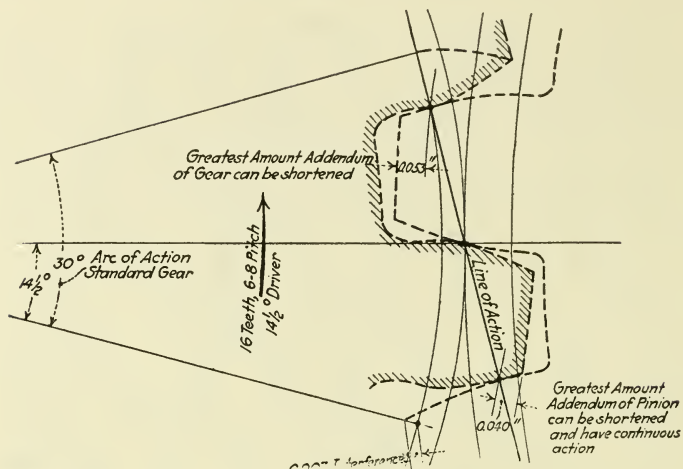 Greatest Amount Addendum
of Gear can be shortened
0.053"
14½°
30°
Arc of Action
Standard Gear
16 Teeth, 6-8 Pitch
14½° Driver
Line of Action
0.040"
Greatest Amount
Addendum of Pinion
can be shortened
and have continuous
action